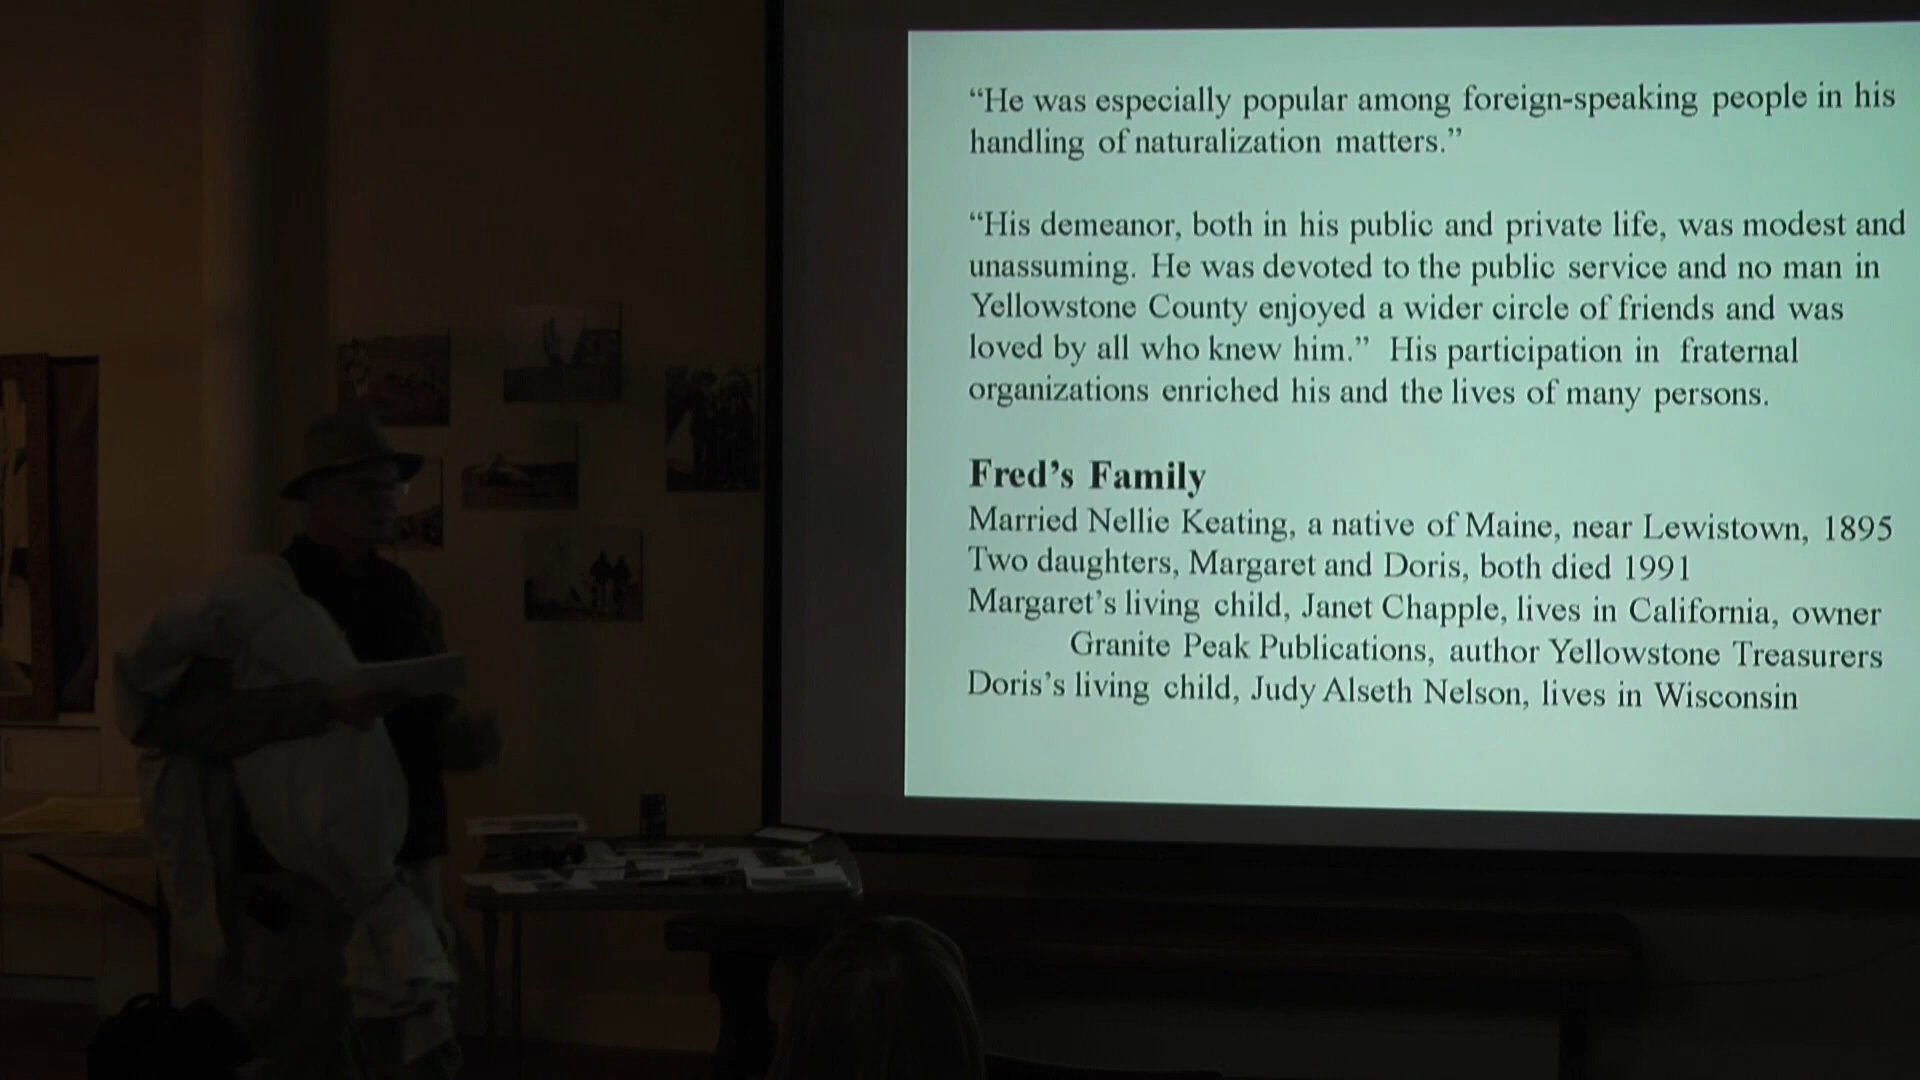 “He was especially popular among foreign-speaking people in his
handling of naturalization matters.”
“His demeanor, both in his public and private life, was modest and
unassuming. He was devoted to the public service and no man in
Yellowstone County enjoyed a wider circle of friends and was
loved by all who knew him.” His participation in fraternal
organizations enriched his and the lives of many persons.
Fred’s Family
Married Nellie Keating, a native of Maine, near Lewistown, 1895
Two daughters, Margaret and Doris, both died 1991
Margaret’s living child, Janet Chapple, lives in California, owner
Granite Peak Publications, author Yellowstone Treasurers
Doris’s living child, Judy Alseth Nelson, lives in Wisconsin